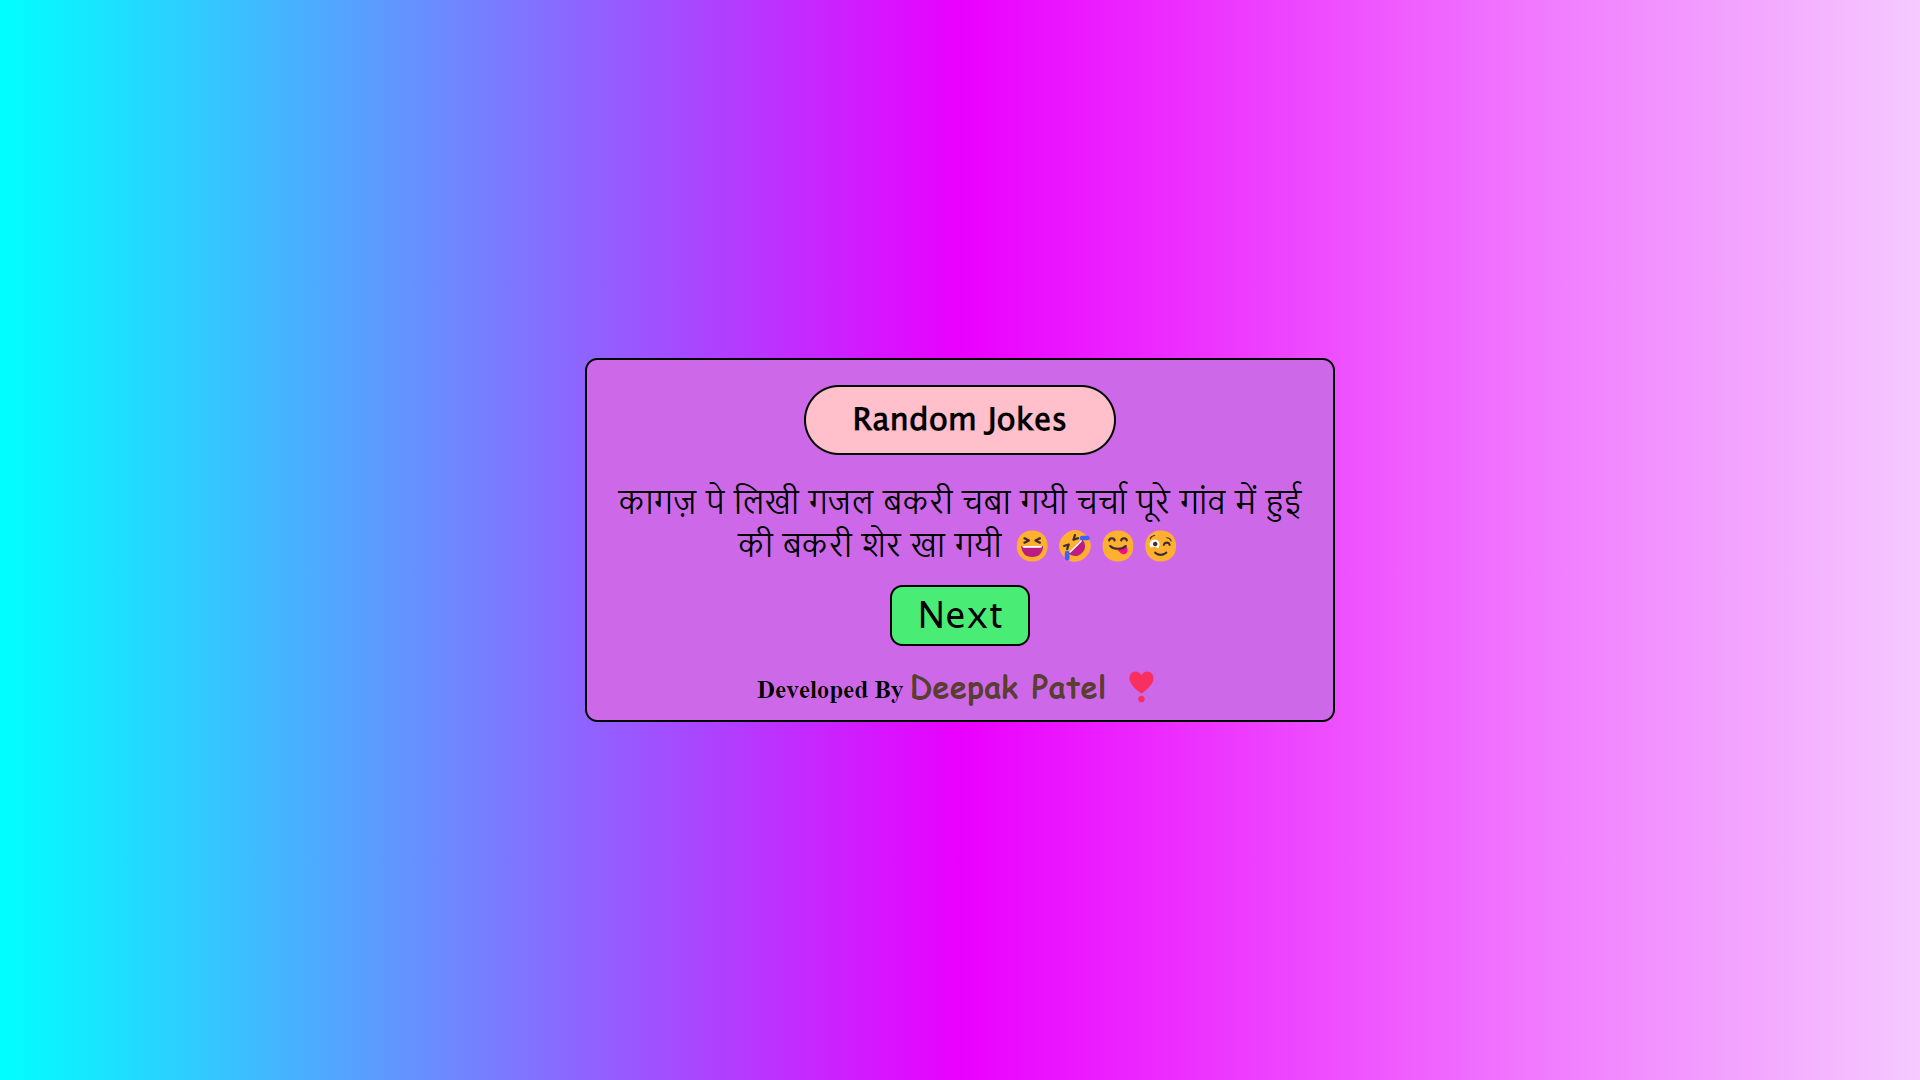 Random Jokes
कागज़ पे लिखी गजल बकरी चबा गयी चर्चा पूरे गांव में हुई
की बकरी शेर खा गयी 😆 🤣 😋 😉
Next
Developed By Deepak Patel ❣